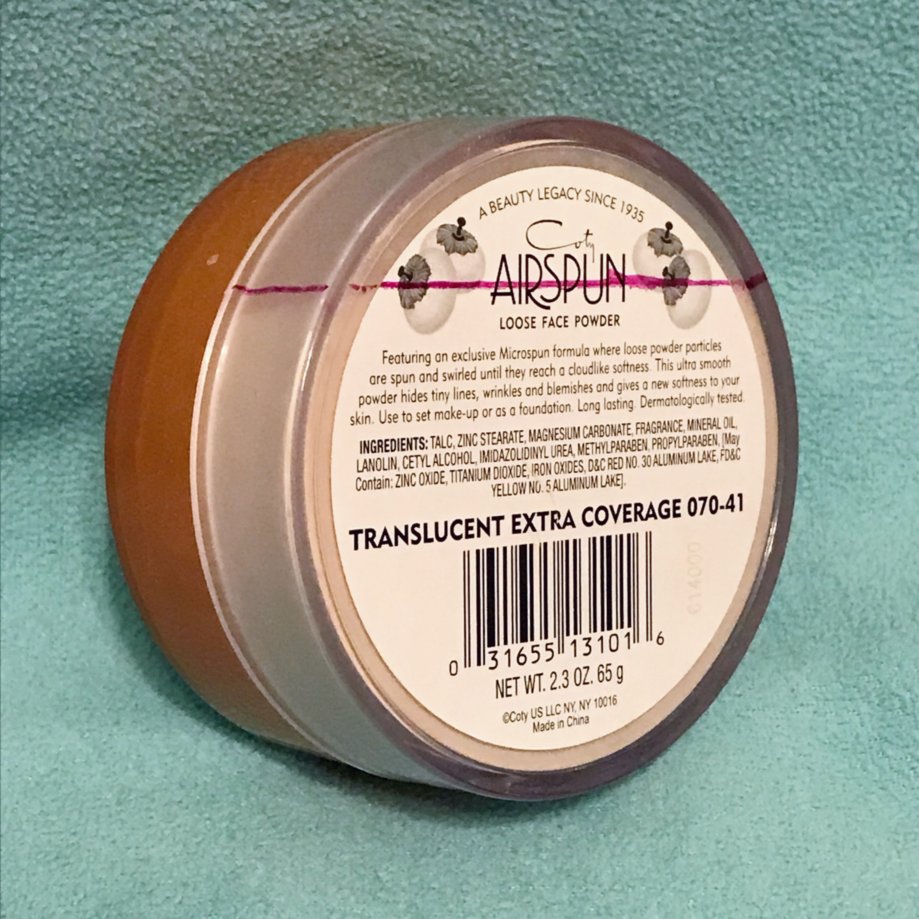 A BEAUTY LEGACY SINCE 1935
Coty
AIRSPUN
LOOSE FACE POWDER
Featuring an exclusive Microspun formula where loose powder particles
are spun and swirled until they reach a cloudlike softness. This ultra smooth
powder hides tiny lines, wrinkles and blemishes and gives a new softness to your
skin. Use to set make-up or as a foundation. Long lasting. Dermatologically tested.
INGREDIENTS: TALC, ZINC STEARATE, MAGNESIUM CARBONATE, FRAGRANCE, MINERAL OIL,
LANOLIN, CETYL ALCOHOL, IMIDAZOLIDINYL UREA, METHYLPARABEN, PROPYLPARABEN, [May
Contain: ZINC OXIDE, TITANIUM DIOXIDE, IRON OXIDES, D&C RED NO. 30 ALUMINUM LAKE, FD&C
YELLOW NO. 5 ALUMINUM LAKE].
TRANSLUCENT EXTRA COVERAGE 070-41
0 31655 13101 6
NET WT. 2.3 OZ. 65 g
©Coty US LLC NY, NY 10016
Made in China